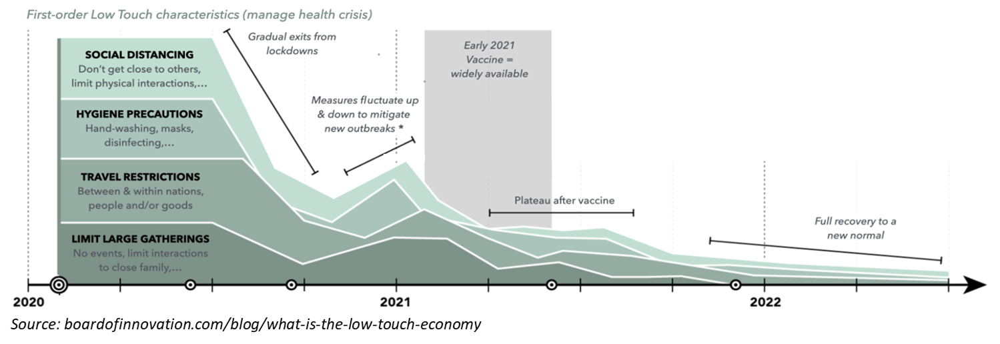 First-order Low Touch characteristics (manage health crisis)
SOCIAL DISTANCING
Don't get close to others,
limit physical interactions,...
HYGIENE PRECAUTIONS
Hand-washing, masks,
disinfecting,...
TRAVEL RESTRICTIONS
Between & within nations,
people and/or goods
LIMIT LARGE GATHERINGS
No events, limit interactions
to close family,...
Gradual exits from
lockdowns
Measures fluctuate up
& down to mitigate
new outbreaks *
Early 2021
Vaccine =
widely available
Plateau after vaccine
Full recovery to a
new normal
2020
2021
2022
Source: boardofinnovation.com/blog/what-is-the-low-touch-economy